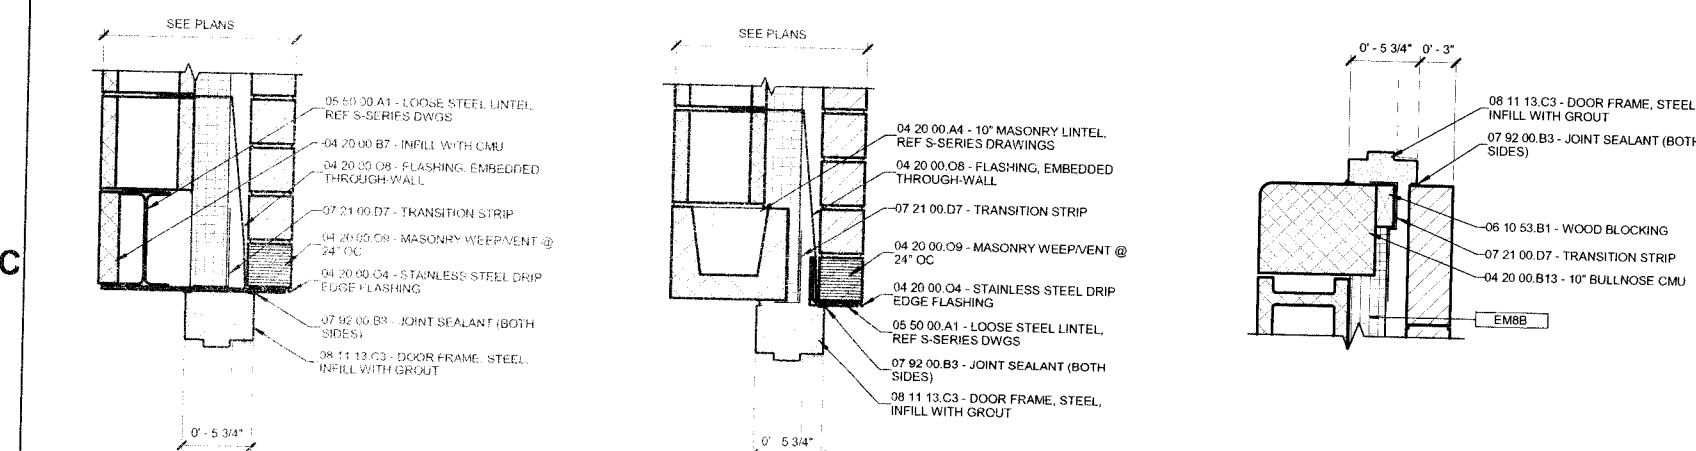 C
SEE PLANS
05 50 00.A1 - LOOSE STEEL LINTEL,
REF S-SERIES DWGS
04 20 00 B7 - INFILL WITH CMU
04 20 00 O8 - FLASHING, EMBEDDED
THROUGH-WALL
07 21 00.D7 - TRANSITION STRIP
04 20 00.O9 - MASONRY WEEP/VENT @
24" OC
04 20 00.O4 - STAINLESS STEEL DRIP
EDGE FLASHING
07 92 00.B3 - JOINT SEALANT (BOTH
SIDES)
08 11 13.C3 - DOOR FRAME, STEEL,
INFILL WITH GROUT
0' - 5 3/4"
SEE PLANS
04 20 00.A4 - 10" MASONRY LINTEL,
REF S-SERIES DRAWINGS
04 20 00.O8 - FLASHING, EMBEDDED
THROUGH-WALL
07 21 00.D7 - TRANSITION STRIP
04 20 00.O9 - MASONRY WEEP/VENT @
24" OC
04 20 00.O4 - STAINLESS STEEL DRIP
EDGE FLASHING
05 50 00.A1 - LOOSE STEEL LINTEL,
REF S-SERIES DWGS
07 92 00.B3 - JOINT SEALANT (BOTH
SIDES)
08 11 13.C3 - DOOR FRAME, STEEL,
INFILL WITH GROUT
0' 5 3/4"
0' - 5 3/4" 0' - 3"
08 11 13.C3 - DOOR FRAME, STEEL
INFILL WITH GROUT
07 92 00.B3 - JOINT SEALANT (BOTH
SIDES)
06 10 53.B1 - WOOD BLOCKING
07 21 00.D7 - TRANSITION STRIP
04 20 00.B13 - 10" BULLNOSE CMU
EM8B